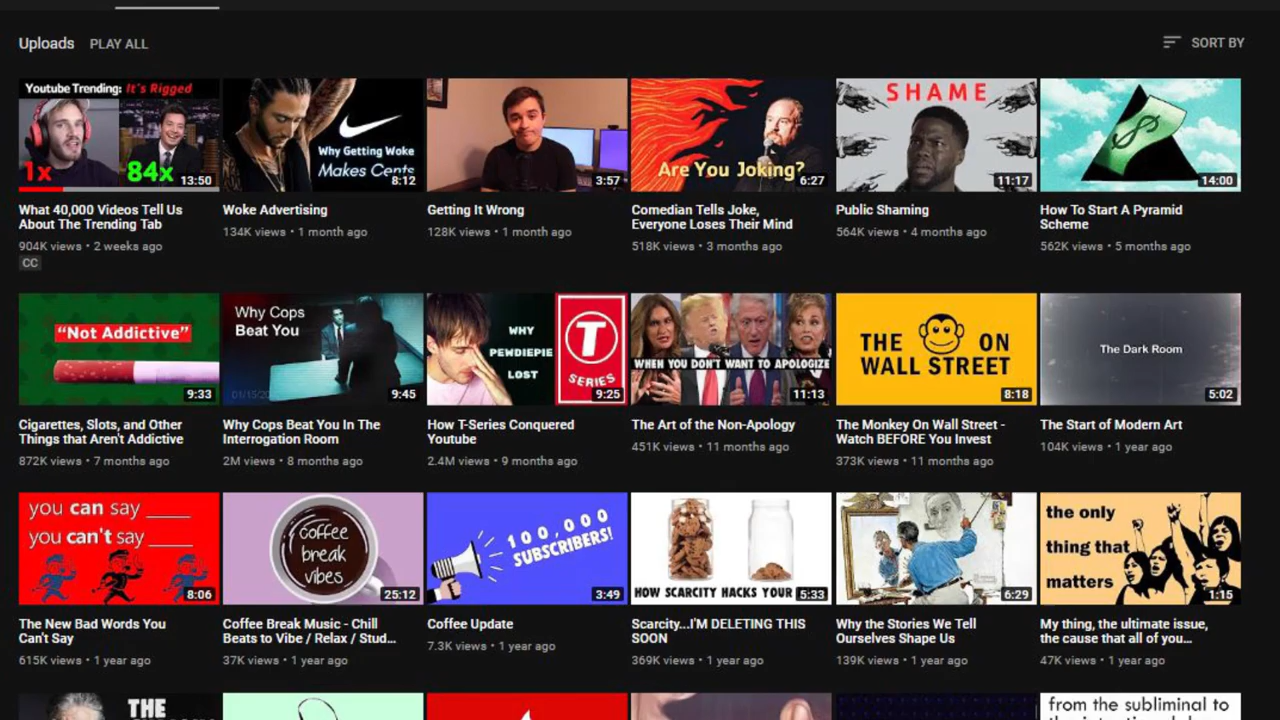 Uploads PLAY ALL SORT BY
Youtube Trending: It's Rigged
1x 84x 13:50
Why Getting Woke
Makes Cents
8:12
3:57
Are You Joking?
6:27
SHAME
11:17
14:00
What 40,000 Videos Tell Us
About The Trending Tab
904K views • 2 weeks ago
CC
Woke Advertising
134K views • 1 month ago
Getting It Wrong
128K views • 1 month ago
Comedian Tells Joke,
Everyone Loses Their Mind
518K views • 3 months ago
Public Shaming
564K views • 4 months ago
How To Start A Pyramid
Scheme
562K views • 5 months ago
"Not Addictive"
9:33
Why Cops
Beat You
9:45
WHY
PEWDIEPIE
LOST
T
SERIES
9:25
WHEN YOU DON'T WANT TO APOLOGIZE
11:13
THE ON
WALL STREET
8:18
The Dark Room
5:02
Cigarettes, Slots, and Other
Things that Aren't Addictive
872K views • 7 months ago
Why Cops Beat You In The
Interrogation Room
2M views • 8 months ago
How T-Series Conquered
Youtube
2.4M views • 9 months ago
The Art of the Non-Apology
451K views • 11 months ago
The Monkey On Wall Street -
Watch BEFORE You Invest
373K views • 11 months ago
The Start of Modern Art
104K views • 1 year ago
you can say ____
you can't say ____
8:06
coffee
break
vibes
25:12
100,000
SUBSCRIBERS!
3:49
HOW SCARCITY HACKS YOUR
5:33
6:29
the only
thing that
matters
1:15
The New Bad Words You
Can't Say
615K views • 1 year ago
Coffee Break Music - Chill
Beats to Vibe / Relax / Stud...
37K views • 1 year ago
Coffee Update
7.3K views • 1 year ago
Scarcity...I'M DELETING THIS
SOON
369K views • 1 year ago
Why the Stories We Tell
Ourselves Shape Us
139K views • 1 year ago
My thing, the ultimate issue,
the cause that all of you...
47K views • 1 year ago
THE
from the subliminal to